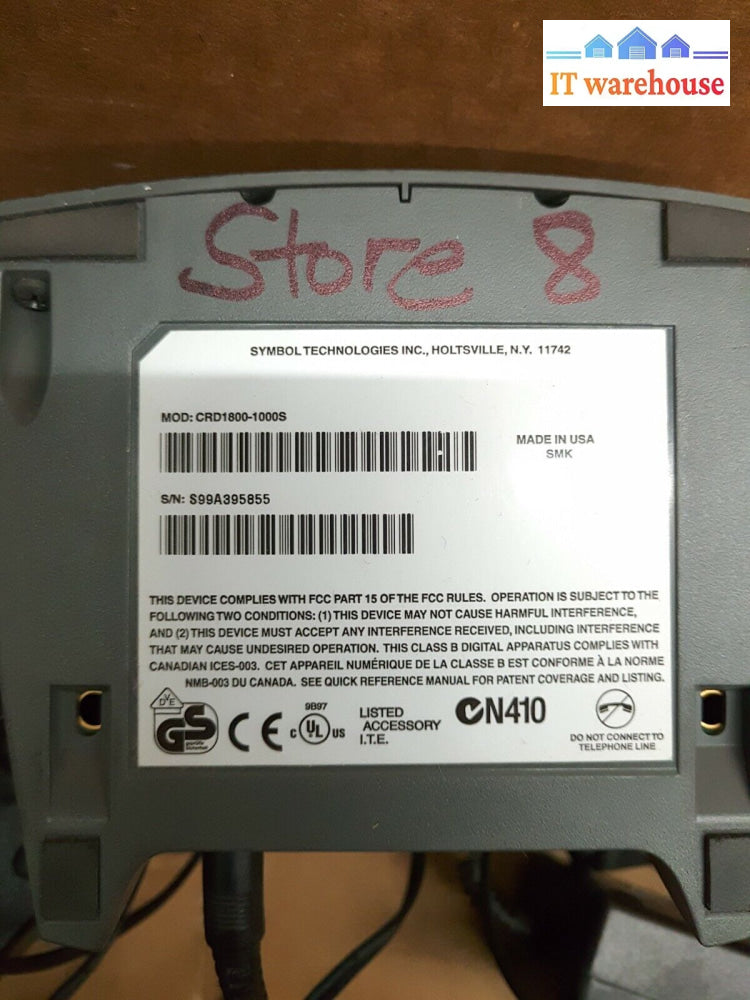 IT warehouse
Store 8
SYMBOL TECHNOLOGIES INC., HOLTSVILLE, N.Y. 11742
MOD: CRD1800-1000S
MADE IN USA
SMK
S/N: S99A395855
THIS DEVICE COMPLIES WITH FCC PART 15 OF THE FCC RULES. OPERATION IS SUBJECT TO THE
FOLLOWING TWO CONDITIONS: (1) THIS DEVICE MAY NOT CAUSE HARMFUL INTERFERENCE,
AND (2) THIS DEVICE MUST ACCEPT ANY INTERFERENCE RECEIVED, INCLUDING INTERFERENCE
THAT MAY CAUSE UNDESIRED OPERATION. THIS CLASS B DIGITAL APPARATUS COMPLIES WITH
CANADIAN ICES-003. CET APPAREIL NUMÉRIQUE DE LA CLASSE B EST CONFORME À LA NORME
NMB-003 DU CANADA. SEE QUICK REFERENCE MANUAL FOR PATENT COVERAGE AND LISTING.
DVE
GS
geprüfte
Sicherheit
CE
9B97
c UL US
LISTED
ACCESSORY
I.T.E.
N410
DO NOT CONNECT TO
TELEPHONE LINE